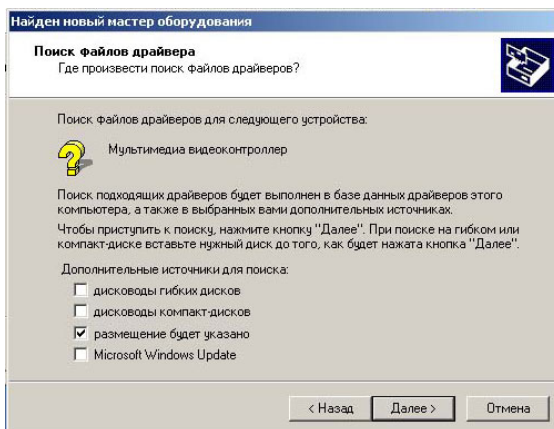 Найден новый мастер оборудования
Поиск файлов драйвера
Где произвести поиск файлов драйверов?
Поиск файлов драйверов для следующего устройства:
Мультимедиа видеоконтроллер
Поиск подходящих драйверов будет выполнен в базе данных драйверов этого
компьютера, а также в выбранных вами дополнительных источниках.
Чтобы приступить к поиску, нажмите кнопку "Далее". При поиске на гибком или
компакт-диске вставьте нужный диск до того, как будет нажата кнопка "Далее".
Дополнительные источники для поиска:
дисководы гибких дисков
дисководы компакт-дисков
размещение будет указано
Microsoft Windows Update
< Назад Далее > Отмена